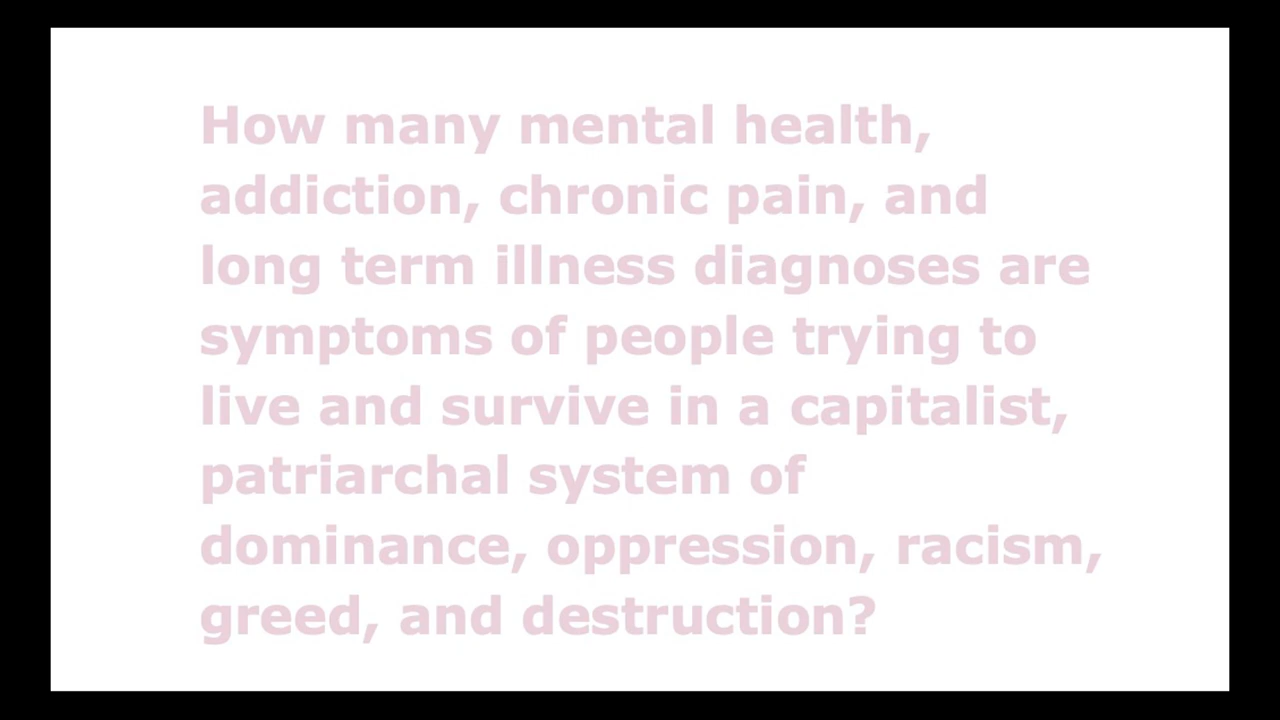 How many mental health,
addiction, chronic pain, and
long term illness diagnoses are
symptoms of people trying to
live and survive in a capitalist,
patriarchal system of
dominance, oppression, racism,
greed, and destruction?